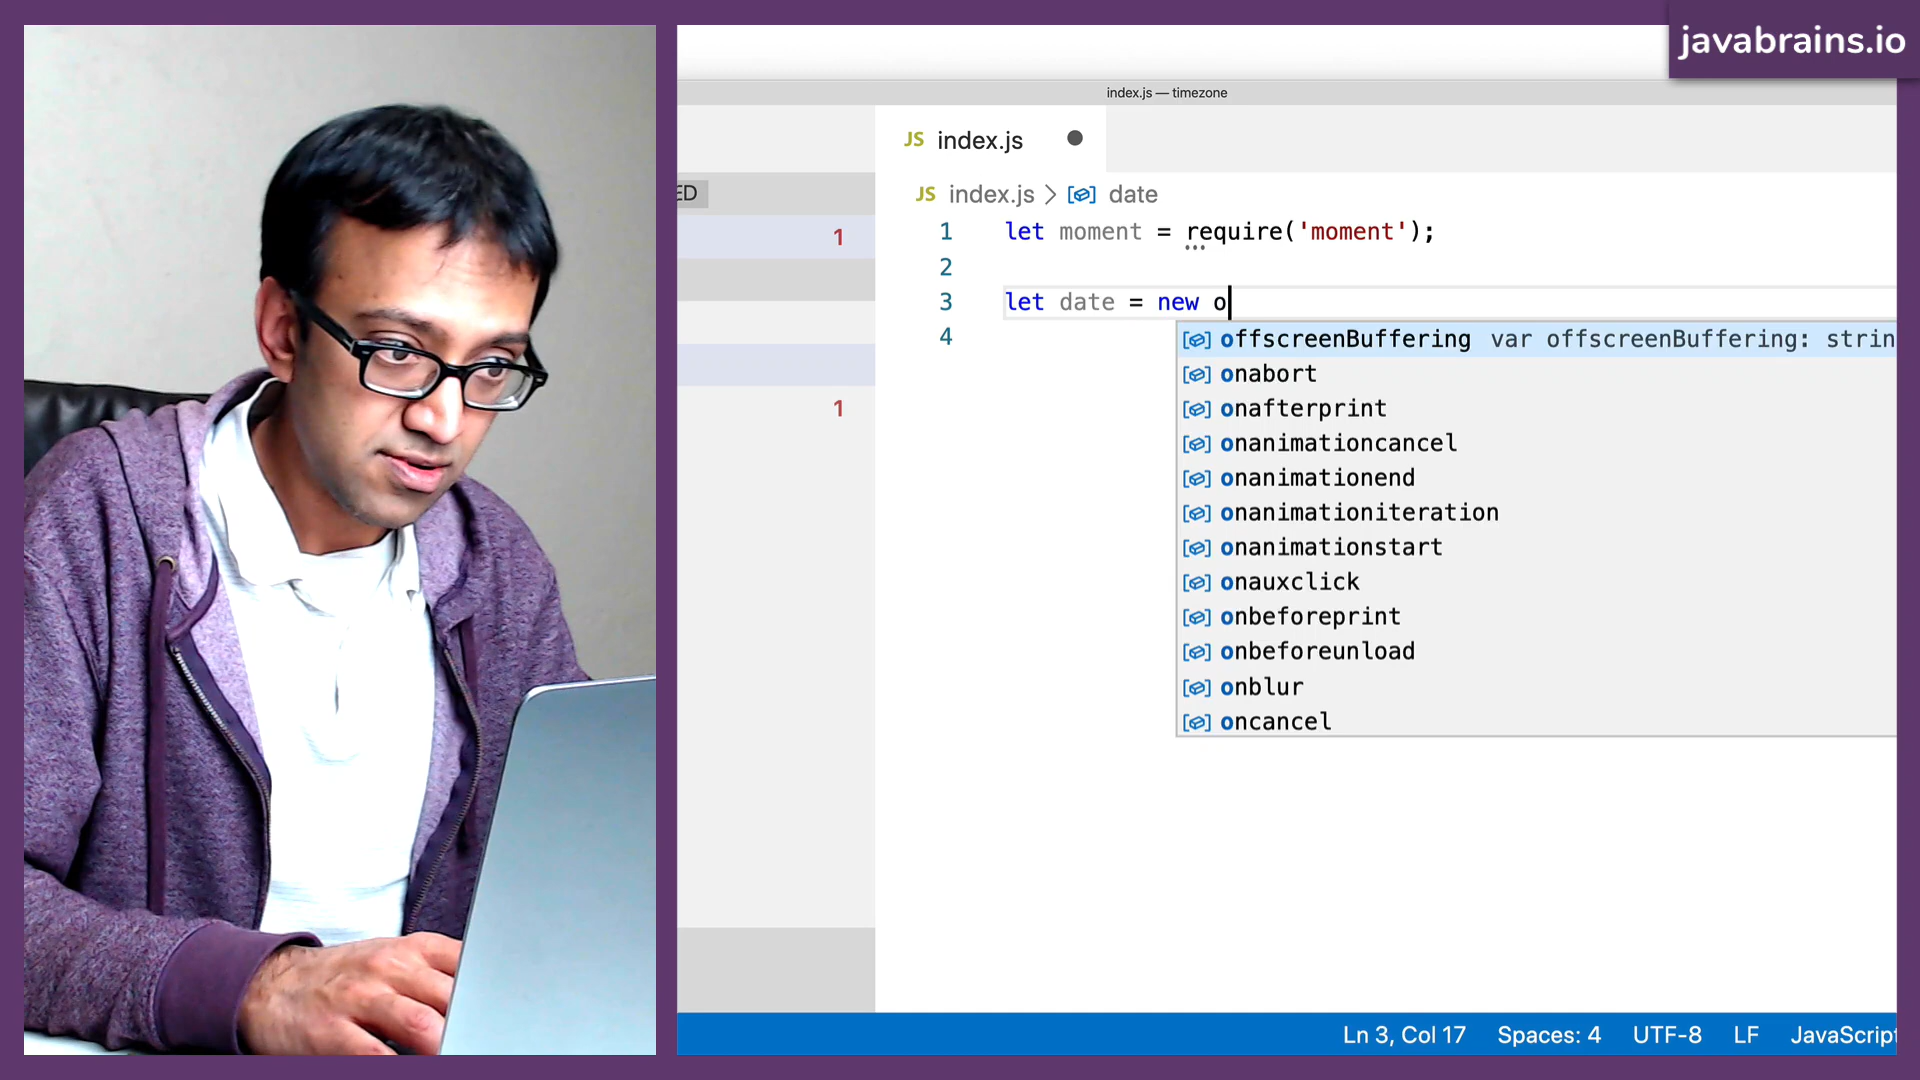 javabrains.io
index.js — timezone
JS index.js
ED
JS index.js > date
1
1
1 let moment = require('moment');
2
3 let date = new o
4
offscreenBuffering var offscreenBuffering: strin
onabort
onafterprint
onanimationcancel
onanimationend
onanimationiteration
onanimationstart
onauxclick
onbeforeprint
onbeforeunload
onblur
oncancel
Ln 3, Col 17 Spaces: 4 UTF-8 LF JavaScript